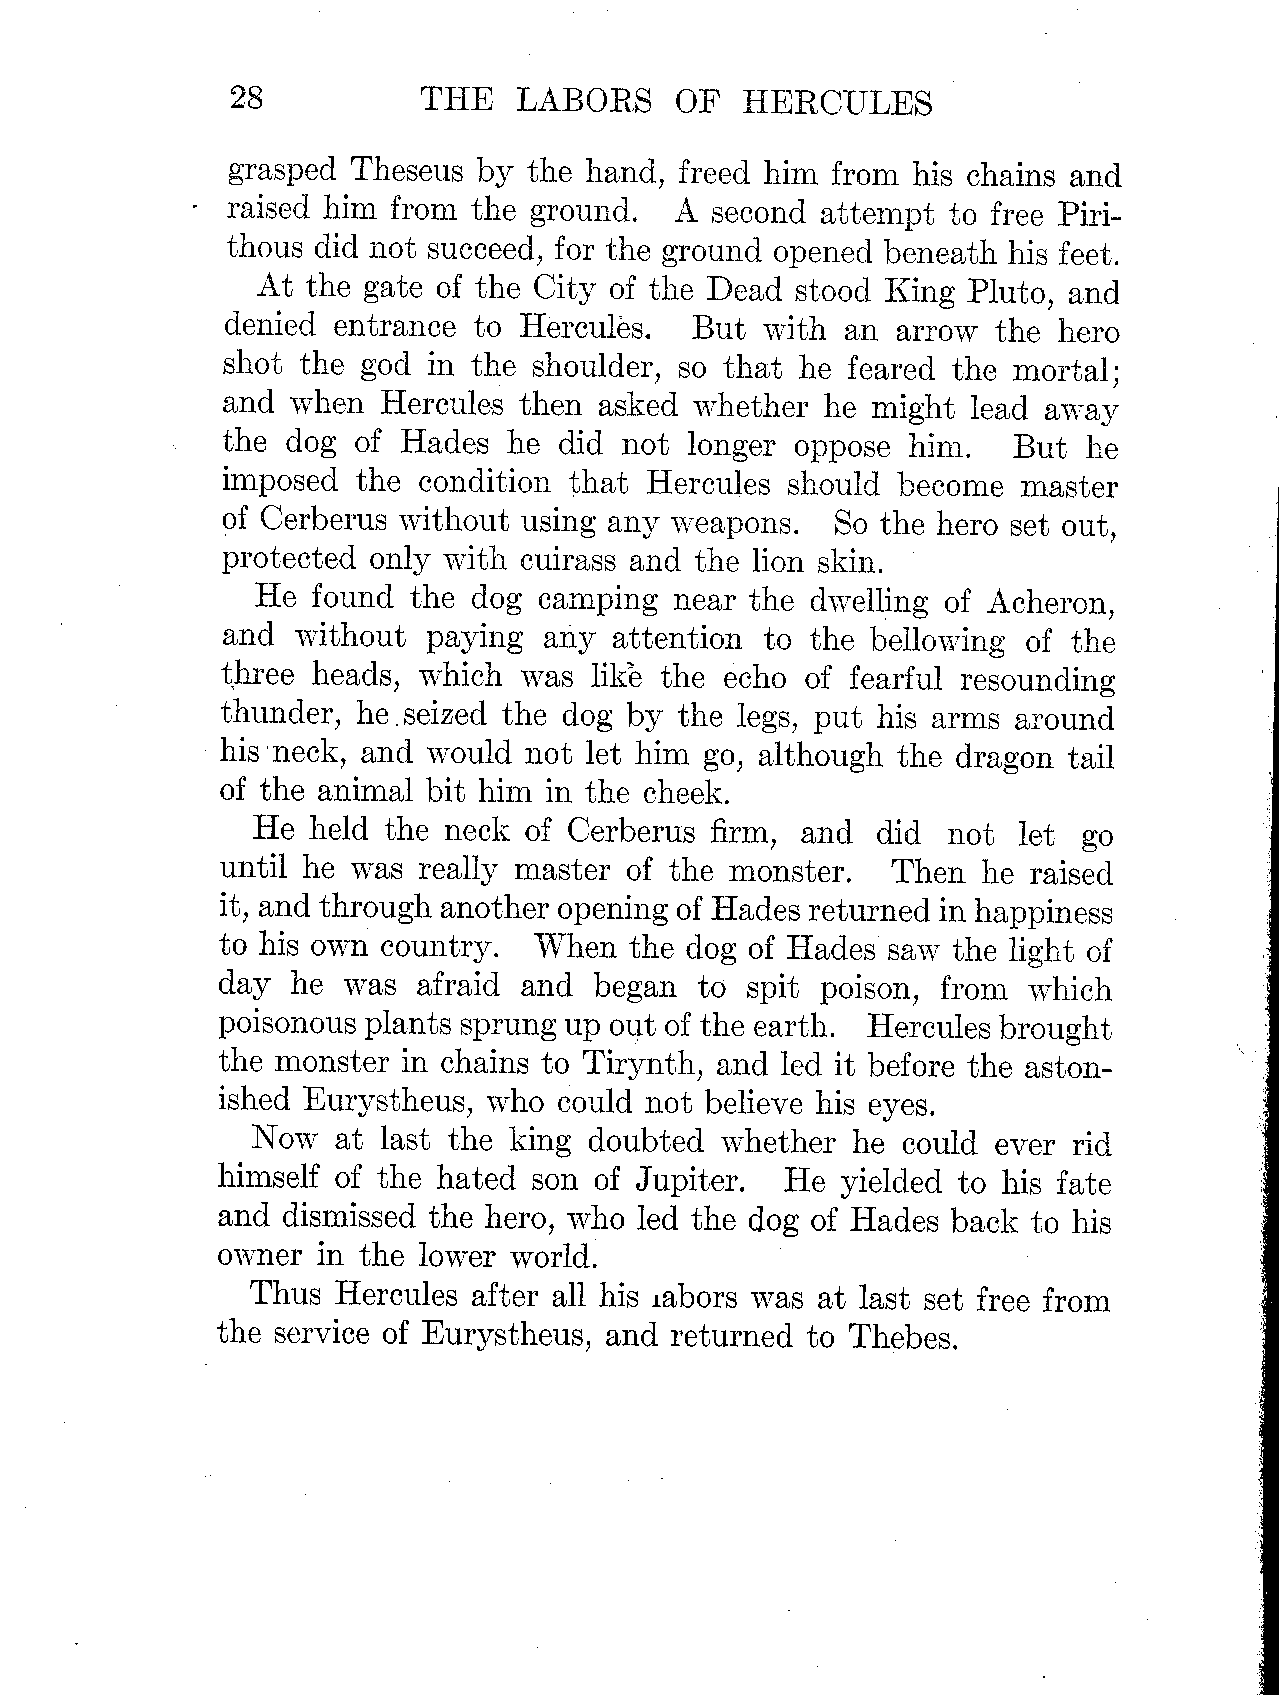 28 THE LABORS OF HERCULES
grasped Theseus by the hand, freed him from his chains and
raised him from the ground. A second attempt to free Piri-
thous did not succeed, for the ground opened beneath his feet.
At the gate of the City of the Dead stood King Pluto, and
denied entrance to Hercules. But with an arrow the hero
shot the god in the shoulder, so that he feared the mortal;
and when Hercules then asked whether he might lead away
the dog of Hades he did not longer oppose him. But he
imposed the condition that Hercules should become master
of Cerberus without using any weapons. So the hero set out,
protected only with cuirass and the lion skin.
He found the dog camping near the dwelling of Acheron,
and without paying any attention to the bellowing of the
three heads, which was like the echo of fearful resounding
thunder, he seized the dog by the legs, put his arms around
his neck, and would not let him go, although the dragon tail
of the animal bit him in the cheek.
He held the neck of Cerberus firm, and did not let go
until he was really master of the monster. Then he raised
it, and through another opening of Hades returned in happiness
to his own country. When the dog of Hades saw the light of
day he was afraid and began to spit poison, from which
poisonous plants sprung up out of the earth. Hercules brought
the monster in chains to Tirynth, and led it before the aston-
ished Eurystheus, who could not believe his eyes.
Now at last the king doubted whether he could ever rid
himself of the hated son of Jupiter. He yielded to his fate
and dismissed the hero, who led the dog of Hades back to his
owner in the lower world.
Thus Hercules after all his labors was at last set free from
the service of Eurystheus, and returned to Thebes.